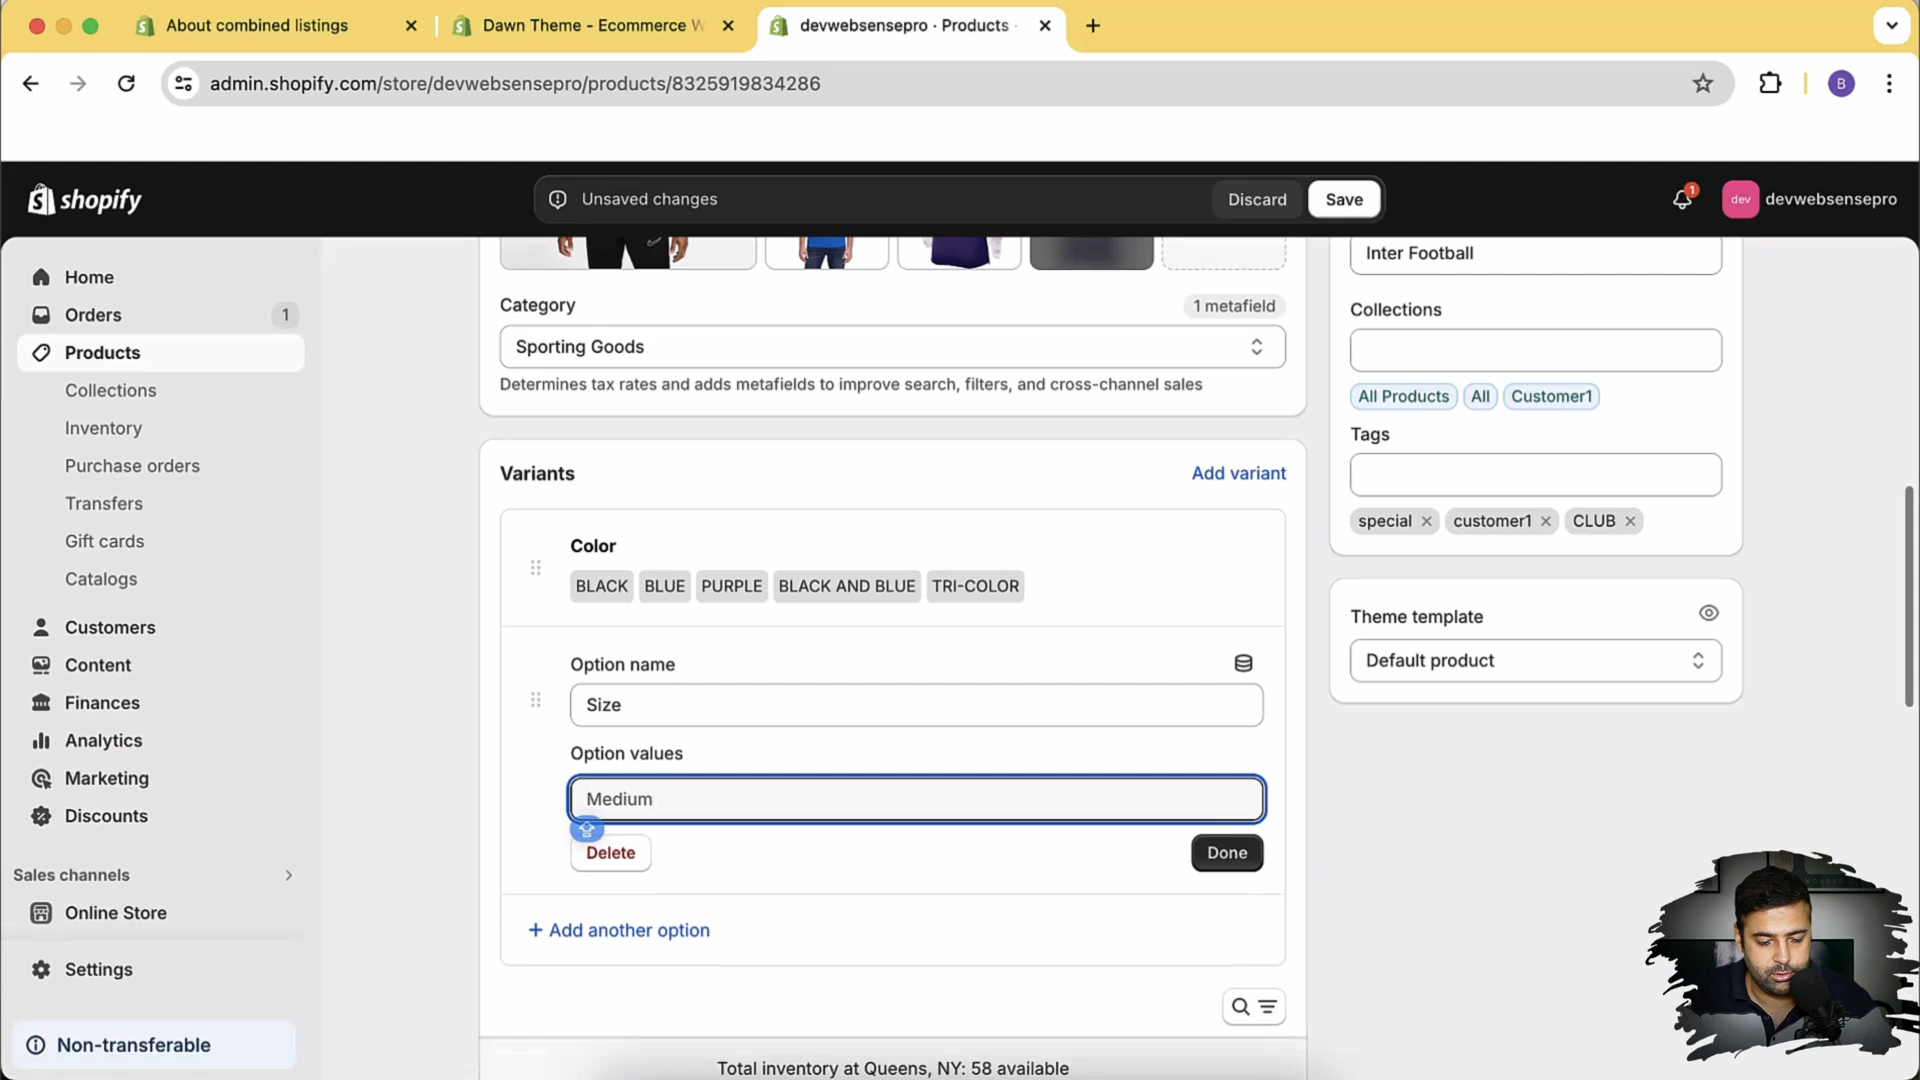 About combined listings
Dawn Theme - Ecommerce W
devwebsensepro · Products ·
admin.shopify.com/store/devwebsensepro/products/8325919834286
B
shopify
Unsaved changes
Discard
Save
1
dev
devwebsensepro
Home
Orders
1
Products
Collections
Inventory
Purchase orders
Transfers
Gift cards
Catalogs
Customers
Content
Finances
Analytics
Marketing
Discounts
Sales channels
Online Store
Settings
Non-transferable
Category
1 metafield
Sporting Goods
Determines tax rates and adds metafields to improve search, filters, and cross-channel sales
Variants
Add variant
Color
BLACK BLUE PURPLE BLACK AND BLUE TRI-COLOR
Option name
Size
Option values
Medium
Delete
Done
+ Add another option
Total inventory at Queens, NY: 58 available
Inter Football
Collections
All Products All Customer1
Tags
special customer1 CLUB
Theme template
Default product